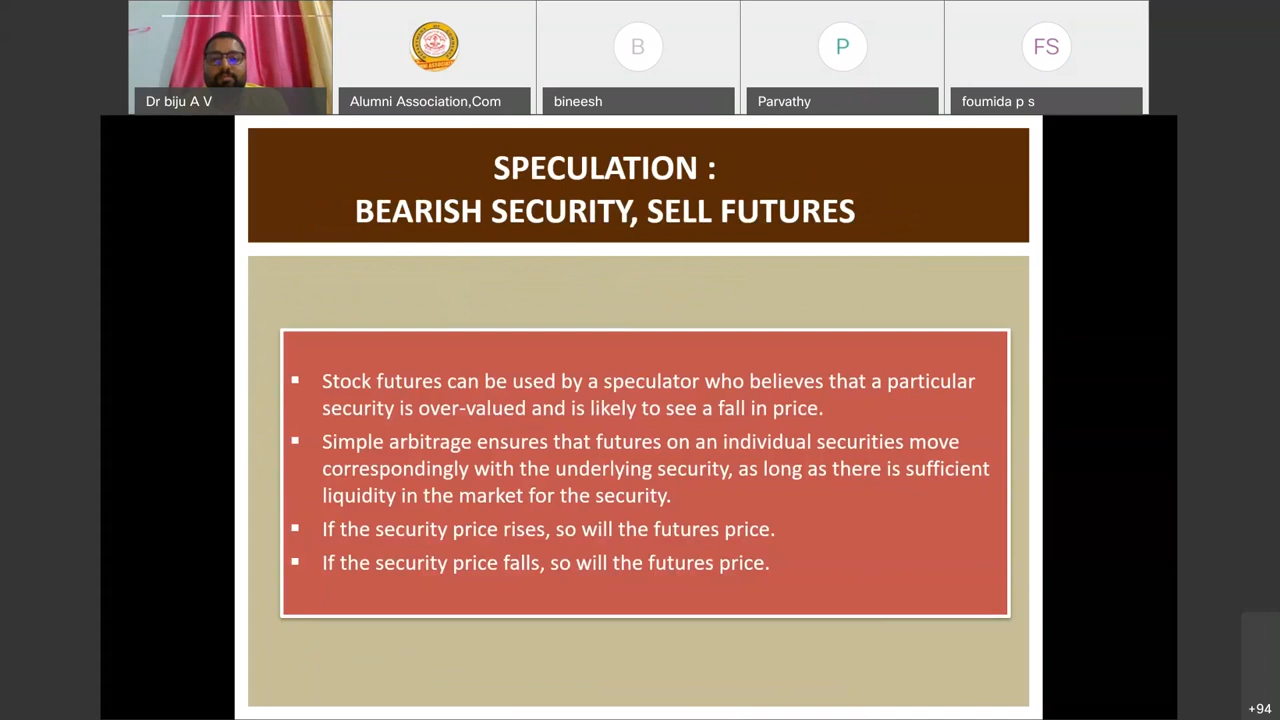 B
P
FS
Dr biju A V
Alumni Association,Com
bineesh
Parvathy
foumida p s
SPECULATION :
BEARISH SECURITY, SELL FUTURES
▪ Stock futures can be used by a speculator who believes that a particular
security is over-valued and is likely to see a fall in price.
▪ Simple arbitrage ensures that futures on an individual securities move
correspondingly with the underlying security, as long as there is sufficient
liquidity in the market for the security.
▪ If the security price rises, so will the futures price.
▪ If the security price falls, so will the futures price.
+94